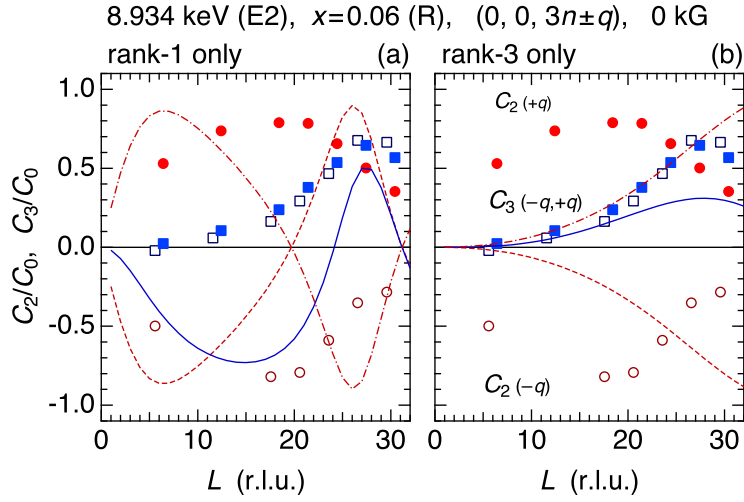 8.934 keV (E2), x=0.06 (R), (0, 0, 3n±q), 0 kG
rank-1 only (a) rank-3 only (b)
1.0
0.5
0.0
-0.5
-1.0
C2/C0, C3/C0
C2 (+q)
C3 (−q,+q)
C2 (−q)
0 10 20 30 0 10 20 30
L (r.l.u.) L (r.l.u.)